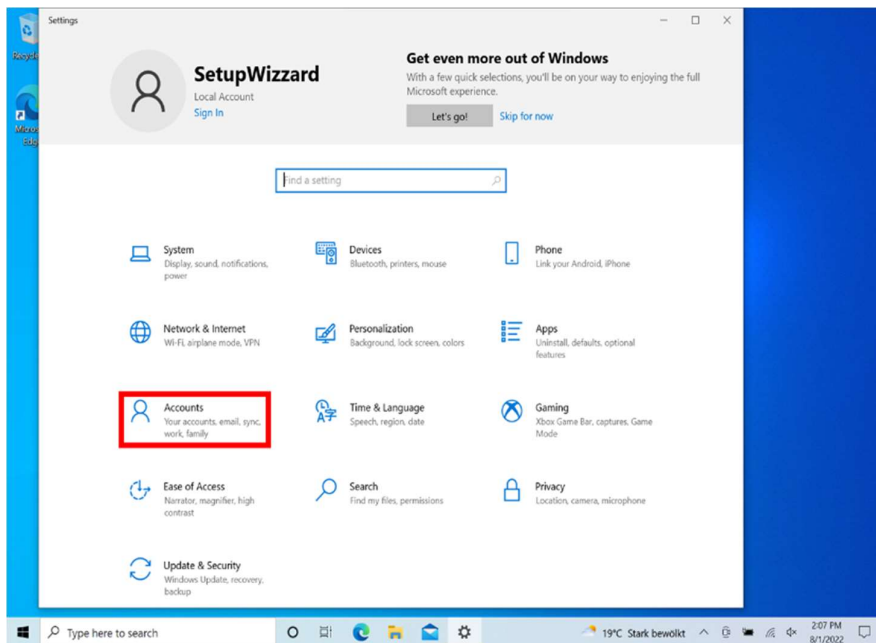 Settings
SetupWizzard
Local Account
Sign In
Get even more out of Windows
With a few quick selections, you'll be on your way to enjoying the full
Microsoft experience.
Let's go!
Skip for now
Find a setting
System
Display, sound, notifications,
power
Devices
Bluetooth, printers, mouse
Phone
Link your Android, iPhone
Network & Internet
Wi-Fi, airplane mode, VPN
Personalization
Background, lock screen, colors
Apps
Uninstall, defaults, optional
features
Accounts
Your accounts, email, sync,
work, family
Time & Language
Speech, region, date
Gaming
Xbox Game Bar, captures, Game
Mode
Ease of Access
Narrator, magnifier, high
contrast
Search
Find my files, permissions
Privacy
Location, camera, microphone
Update & Security
Windows Update, recovery,
backup
Type here to search
19°C Stark bewölkt
2:07 PM
8/1/2022